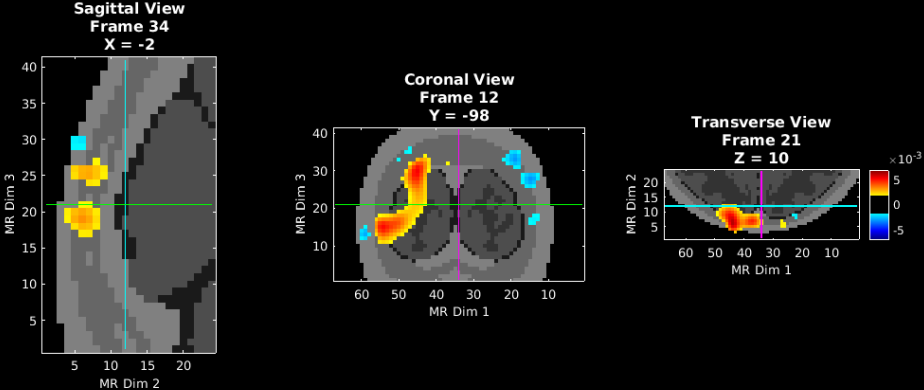 Sagittal View
Frame 34
X = -2
40
35
30
25
20
15
10
5
MR Dim 3
5 10 15 20
MR Dim 2
Coronal View
Frame 12
Y = -98
40
30
20
10
MR Dim 3
60 50 40 30 20 10
MR Dim 1
Transverse View
Frame 21
Z = 10
20
15
10
5
MR Dim 2
60 50 40 30 20 10
MR Dim 1
×10⁻³
5
2
0
-2
-5